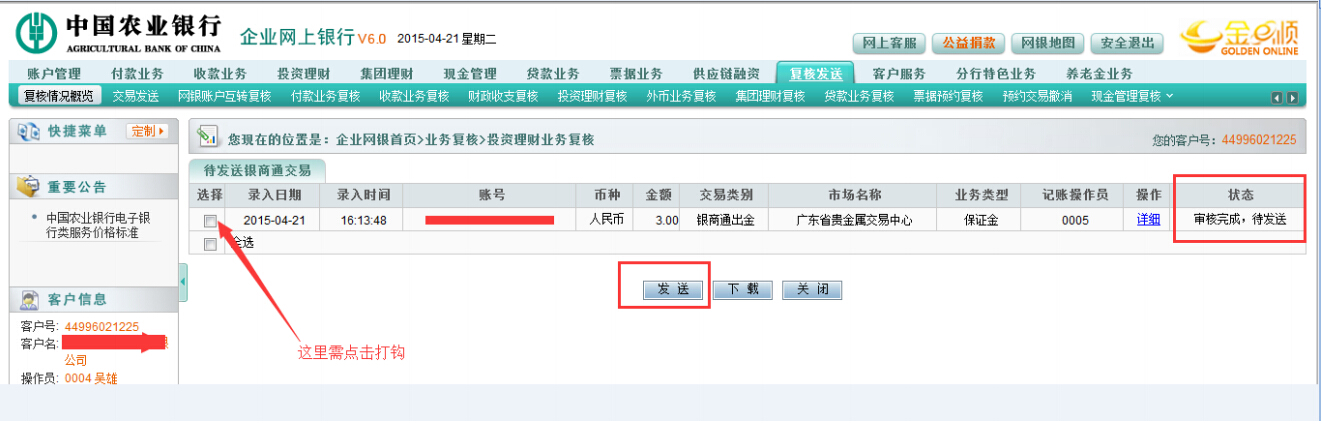 中国农业银行
AGRICULTURAL BANK OF CHINA
企业网上银行V6.0 2015-04-21 星期二
网上客服 公益捐款 网银地图 安全退出
金e顺
GOLDEN ONLINE
账户管理 付款业务 收款业务 投资理财 集团理财 现金管理 贷款业务 票据业务 供应链融资 复核发送 客户服务 分行特色业务 养老金业务
复核情况概览 交易发送 网银账户互转复核 付款业务复核 收款业务复核 财政收支复核 投资理财复核 外币业务复核 集团理财复核 贷款业务复核 票据预约复核 预约交易撤消 现金管理复核
快捷菜单 定制
您现在的位置是：企业网银首页>业务复核>投资理财业务复核
您的客户号：44996021225
重要公告
中国农业银行电子银
行类服务价格标准
待发送银商通交易
选择 录入日期 录入时间 账号 币种 金额 交易类别 市场名称 业务类型 记账操作员 操作 状态
2015-04-21 16:13:48 人民币 3.00 银商通出金 广东省贵金属交易中心 保证金 0005 详细 审核完成，待发送
全选
发 送 下 载 关 闭
客户信息
客户号: 44996021225
客户名:
公司
操作员: 0004 吴雄
这里需点击打钩